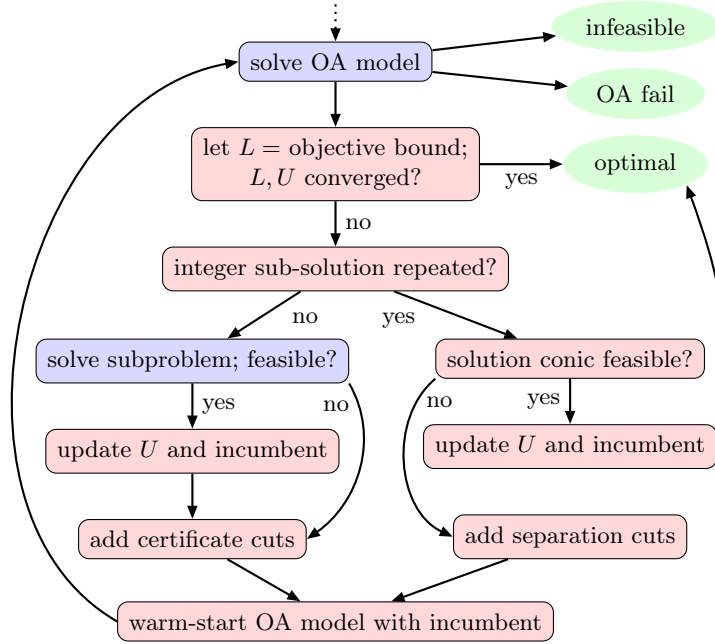 infeasible
solve OA model
OA fail
let L = objective bound;
L, U converged?
yes
optimal
no
integer sub-solution repeated?
no
yes
solve subproblem; feasible?
solution conic feasible?
yes
no
no
yes
update U and incumbent
update U and incumbent
add certificate cuts
add separation cuts
warm-start OA model with incumbent